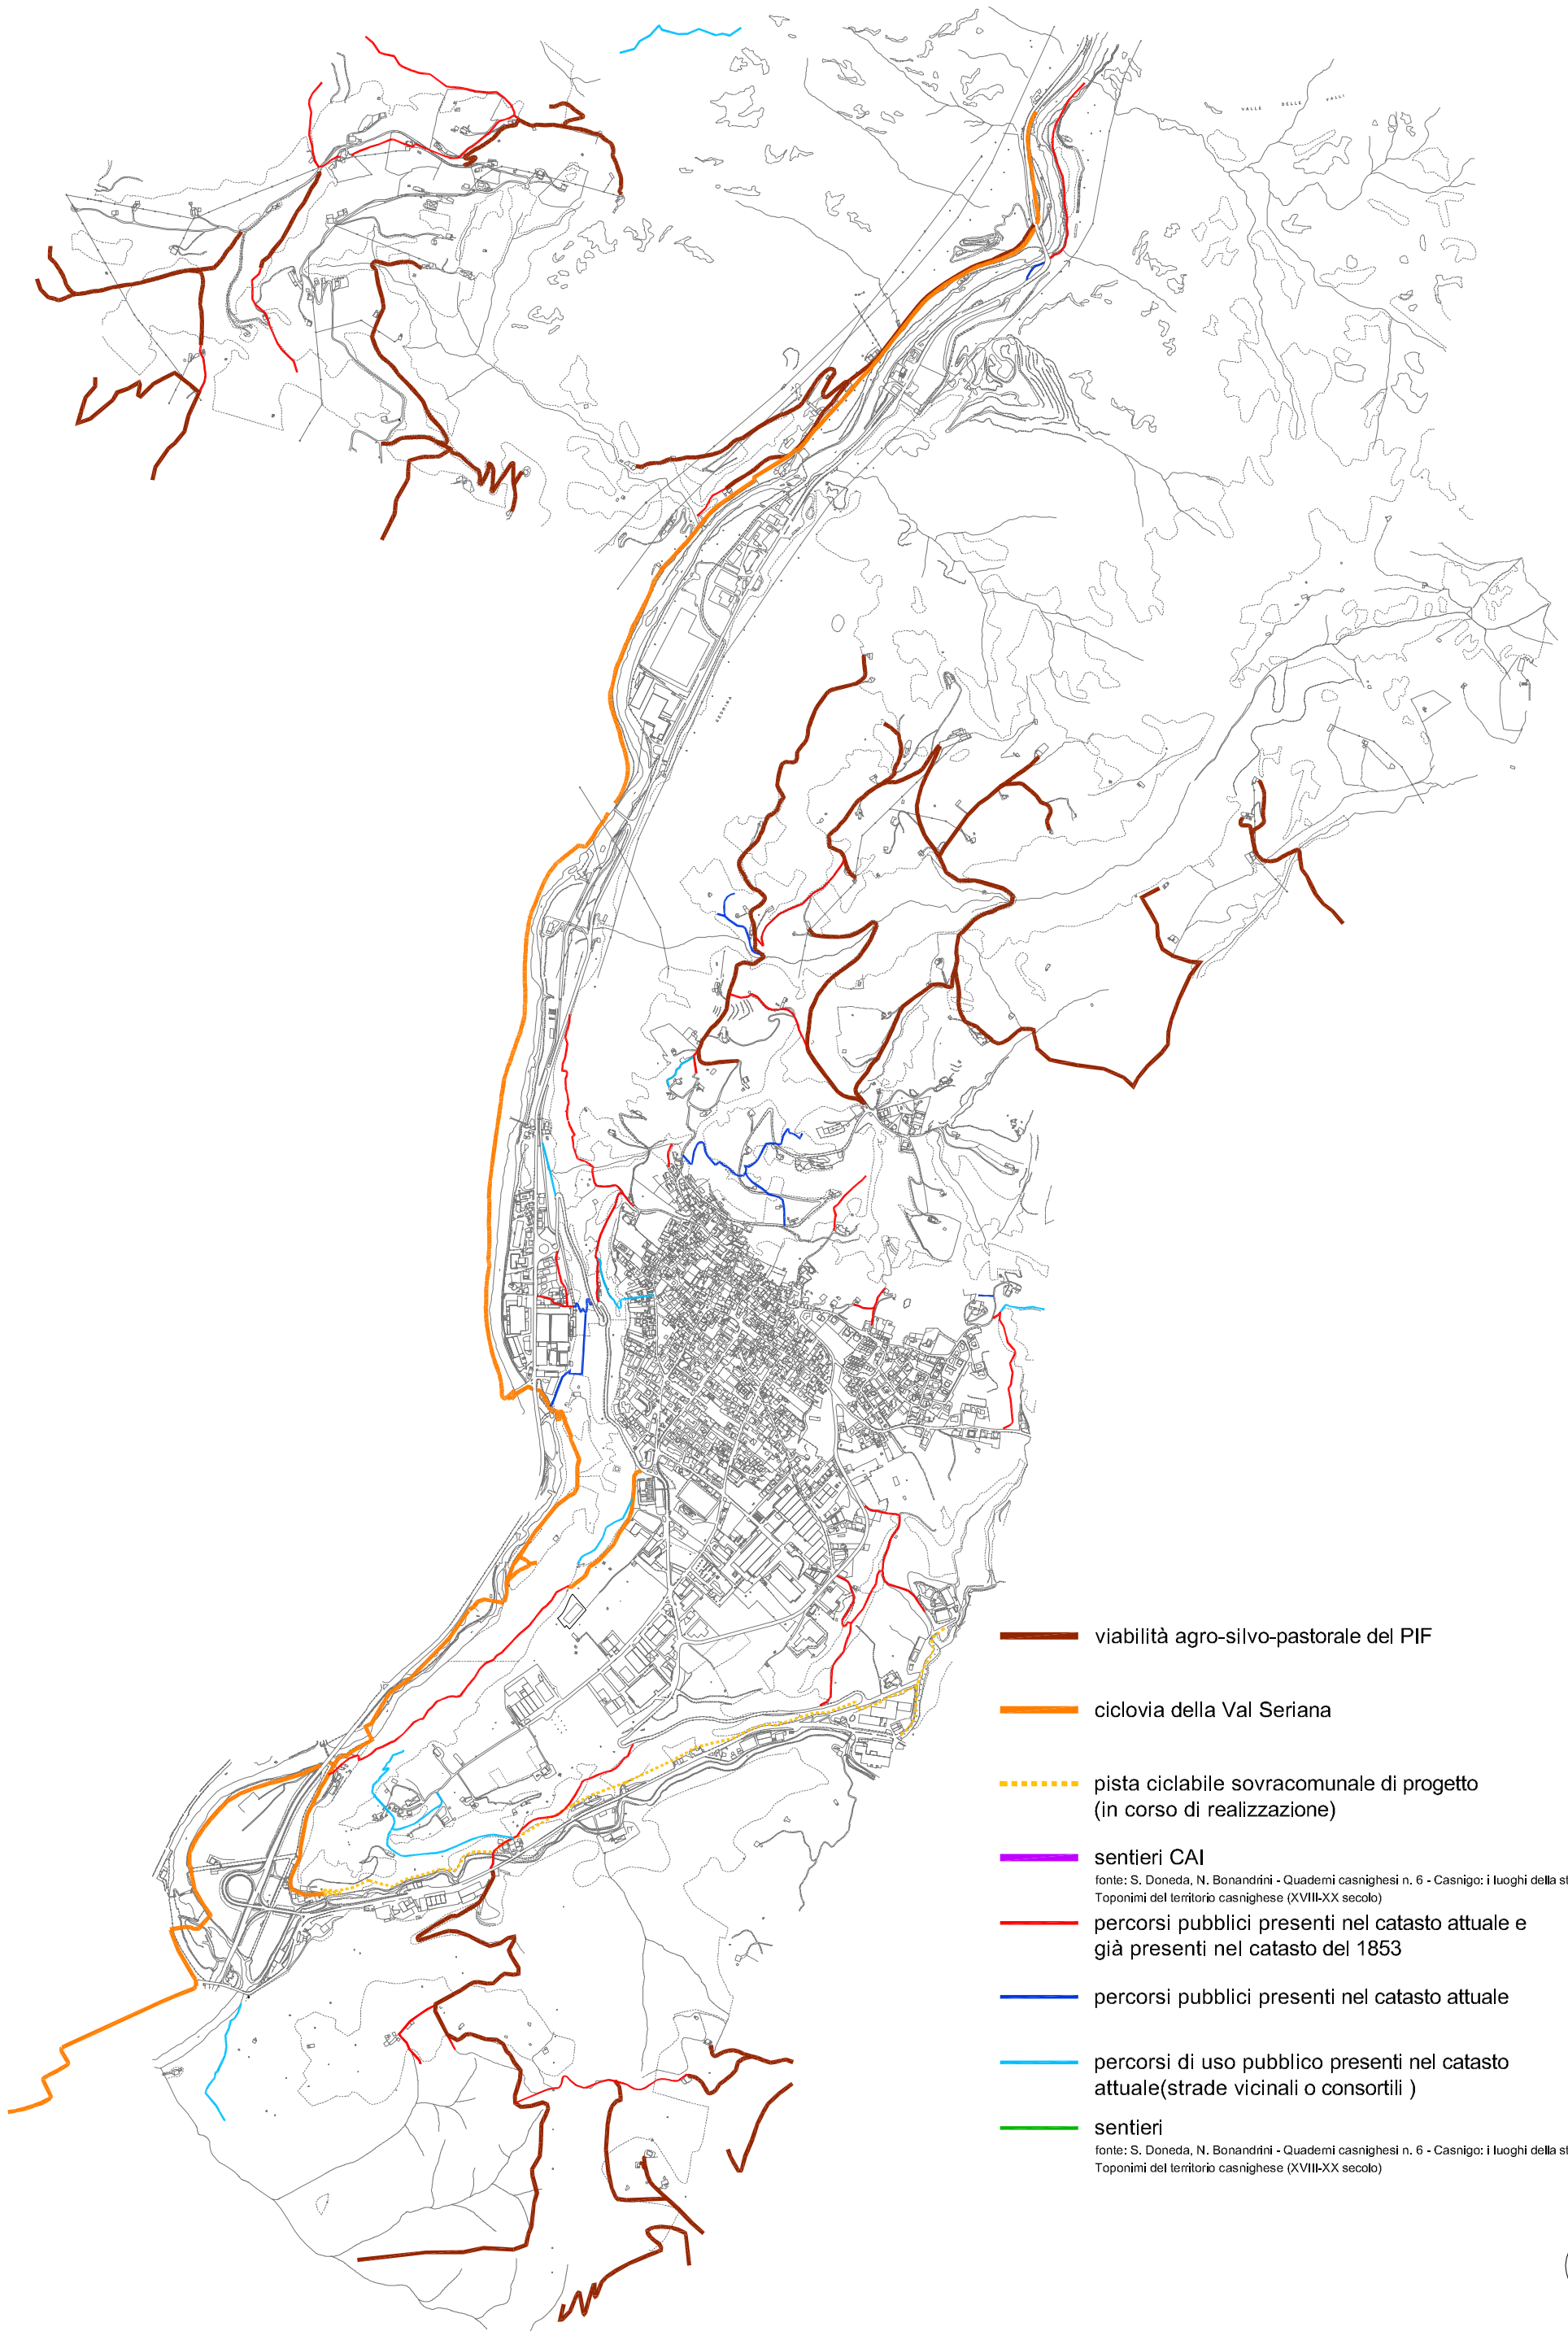 VALLE DELLE VALLI
GEROMINA
viabilità agro-silvo-pastorale del PIF
ciclovia della Val Seriana
pista ciclabile sovracomunale di progetto
(in corso di realizzazione)
sentieri CAI
fonte: S. Doneda, N. Bonandrini - Quaderni casnighesi n. 6 - Casnigo: i luoghi della st
Toponimi del territorio casnighese (XVIII-XX secolo)
percorsi pubblici presenti nel catasto attuale e
già presenti nel catasto del 1853
percorsi pubblici presenti nel catasto attuale
percorsi di uso pubblico presenti nel catasto
attuale(strade vicinali o consortili )
sentieri
fonte: S. Doneda, N. Bonandrini - Quaderni casnighesi n. 6 - Casnigo: i luoghi della st
Toponimi del territorio casnighese (XVIII-XX secolo)